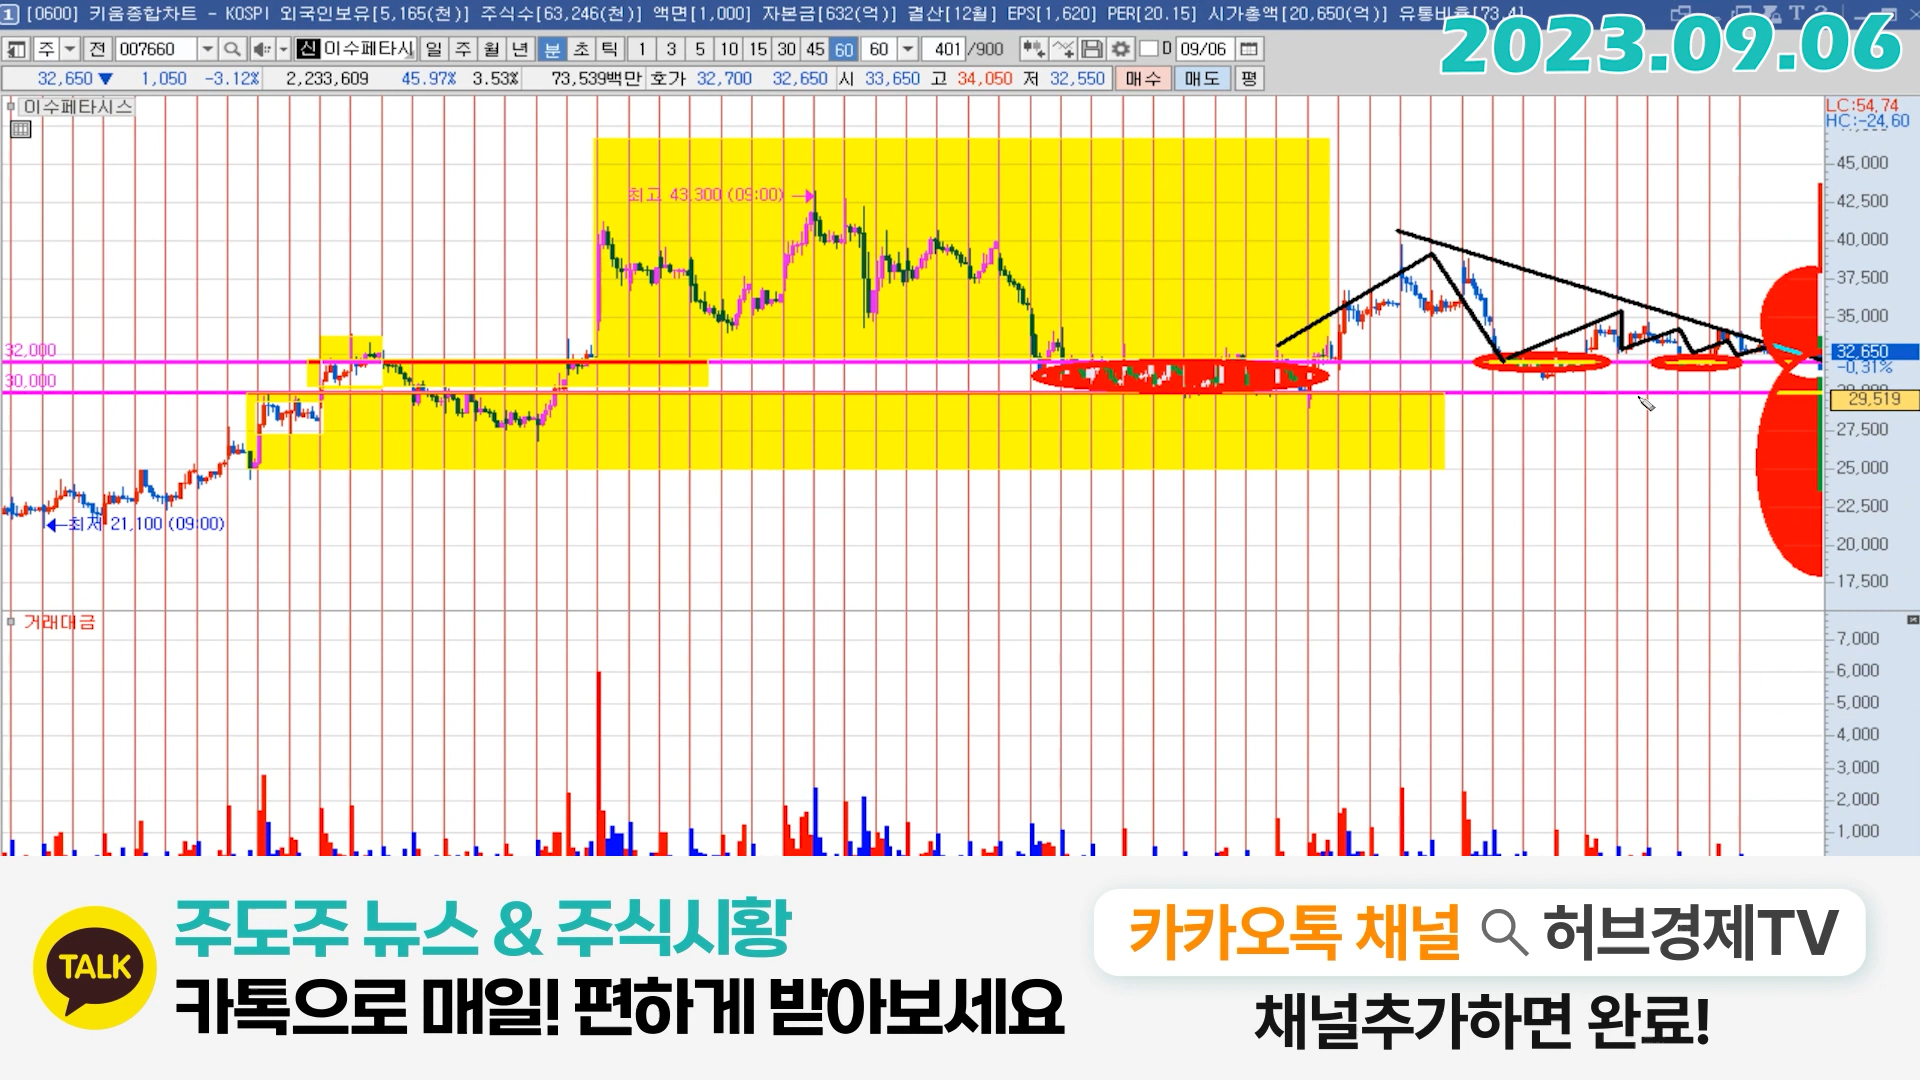 1 [0600] 키움종합차트 - KOSPI 외국인보유[5,165(천)] 주식수[63,246(천)] 액면[1,000] 자본금[632(억)] 결산[12월] EPS[1,620] PER[20.15] 시가총액[20,650(억)] 유통비율[73.4]
2023.09.06
주 전 007660 신 이수페타시 일 주 월 년 분 초 틱 1 3 5 10 15 30 45 60 60 401 /900 D 09/06
32,650 ▼ 1,050 -3.12% 2,233,609 45.97% 3.53% 73,539백만 호가 32,700 32,650 시 33,650 고 34,050 저 32,550 매수 매도 평
이수페타시스
LC:54.74
HC:-24.60
45,000
최고 43,300 (09:00)
42,500
40,000
37,500
35,000
32,000
32,650
-0.31%
30,000
29,519
27,500
25,000
22,500
최저 21,100 (09:00)
20,000
17,500
거래대금
7,000
6,000
5,000
4,000
3,000
2,000
1,000
TALK
주도주 뉴스 & 주식시황
카톡으로 매일! 편하게 받아보세요
카카오톡 채널 허브경제TV
채널추가하면 완료!